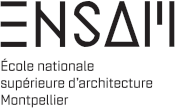 ENSAM
École nationale
supérieure d'architecture
Montpellier